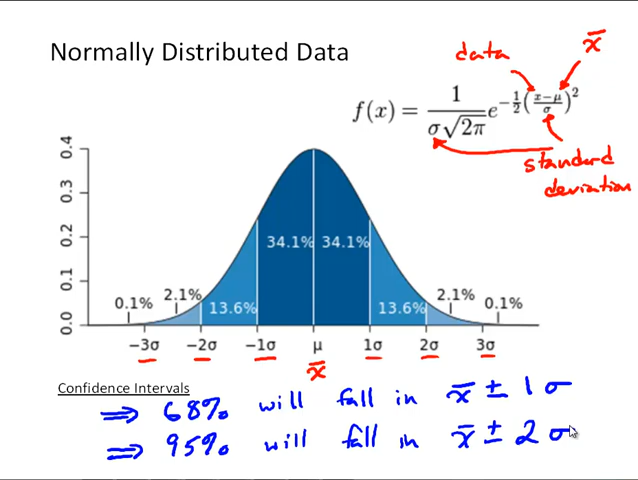 Normally Distributed Data
data
x̄
f(x) = 1/(σ√2π) e^(-1/2((x-μ)/σ)^2)
standard
deviation
0.4
0.3
0.2
0.1
0.0
34.1% 34.1%
0.1% 2.1% 13.6% 13.6% 2.1% 0.1%
−3σ −2σ −1σ μ 1σ 2σ 3σ
x̄
Confidence Intervals
⇒ 68% will fall in x̄ ± 1 σ
⇒ 95% will fall in x̄ ± 2 σ